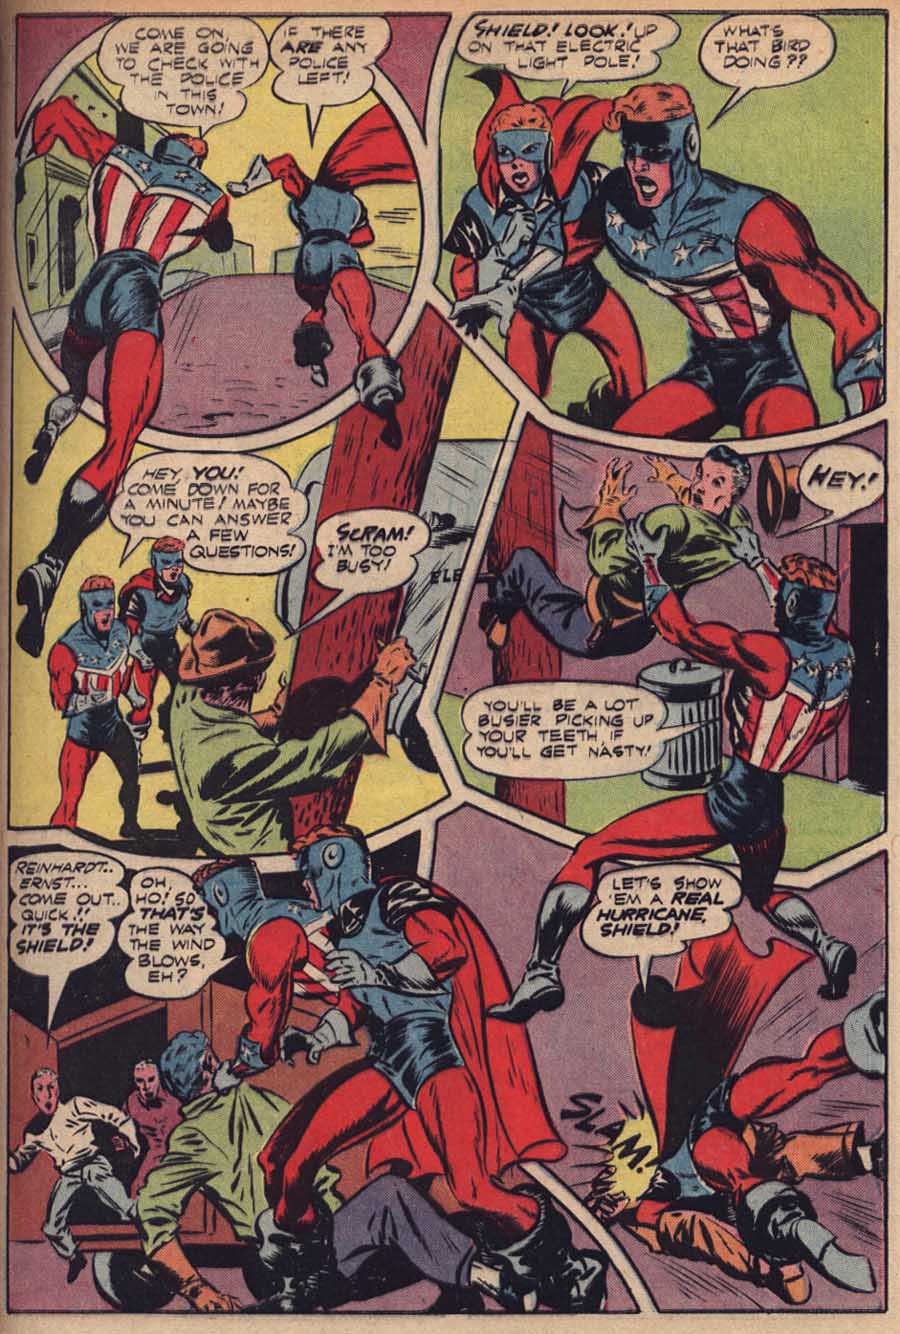 COME ON,
WE ARE GOING
TO CHECK WITH
THE POLICE
IN THIS
TOWN!
IF THERE
ARE ANY
POLICE
LEFT!
SHIELD! LOOK! UP
ON THAT ELECTRIC
LIGHT POLE!
WHATS
THAT BIRD
DOING??
HEY, YOU!
COME DOWN FOR
A MINUTE! MAYBE
YOU CAN ANSWER
A FEW
QUESTIONS!
SCRAM!
I'M TOO
BUSY!
ELE
HEY!
YOU'LL BE A LOT
BUSIER PICKING UP
YOUR TEETH IF
YOU'LL GET NASTY!
REINHARDT..
ERNST...
COME OUT..
QUICK!!
IT'S THE
SHIELD!
OH,
HO! SO
THAT'S
THE WAY
THE WIND
BLOWS,
EH?
LET'S SHOW
'EM A REAL
HURRICANE,
SHIELD!
SLAM!